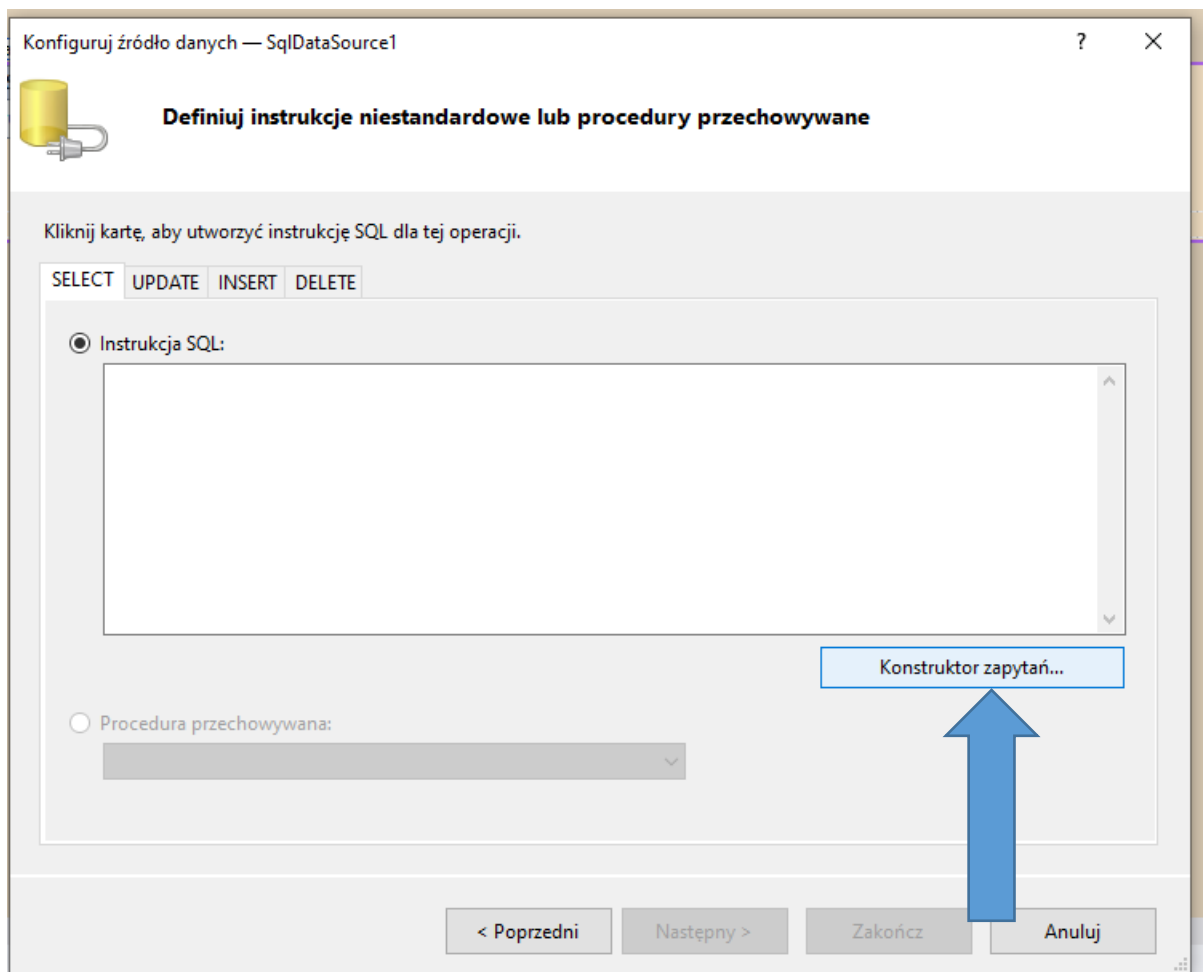 Konfiguruj źródło danych — SqlDataSource1
?
Definiuj instrukcje niestandardowe lub procedury przechowywane
Kliknij kartę, aby utworzyć instrukcję SQL dla tej operacji.
SELECT UPDATE INSERT DELETE
Instrukcja SQL:
Konstruktor zapytań...
Procedura przechowywana:
< Poprzedni Następny > Zakończ Anuluj